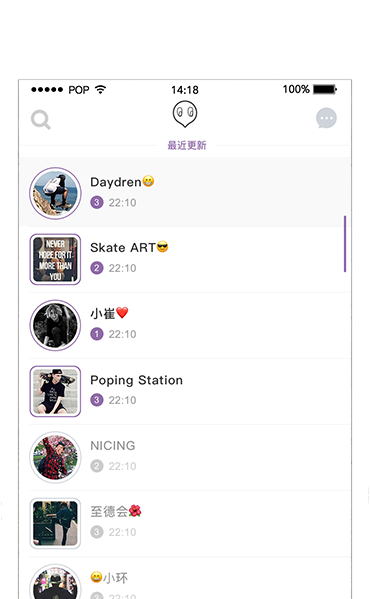 POP 14:18 100%
最近更新
Daydren😁
3 22:10
NEVER
HOPE FOR IT
MORE THAN
YOU
Skate ART😎
2 22:10
小崔❤️
1 22:10
Poping Station
3 22:10
NICING
2 22:10
至德会🌺
3 22:10
😄小环
22:10